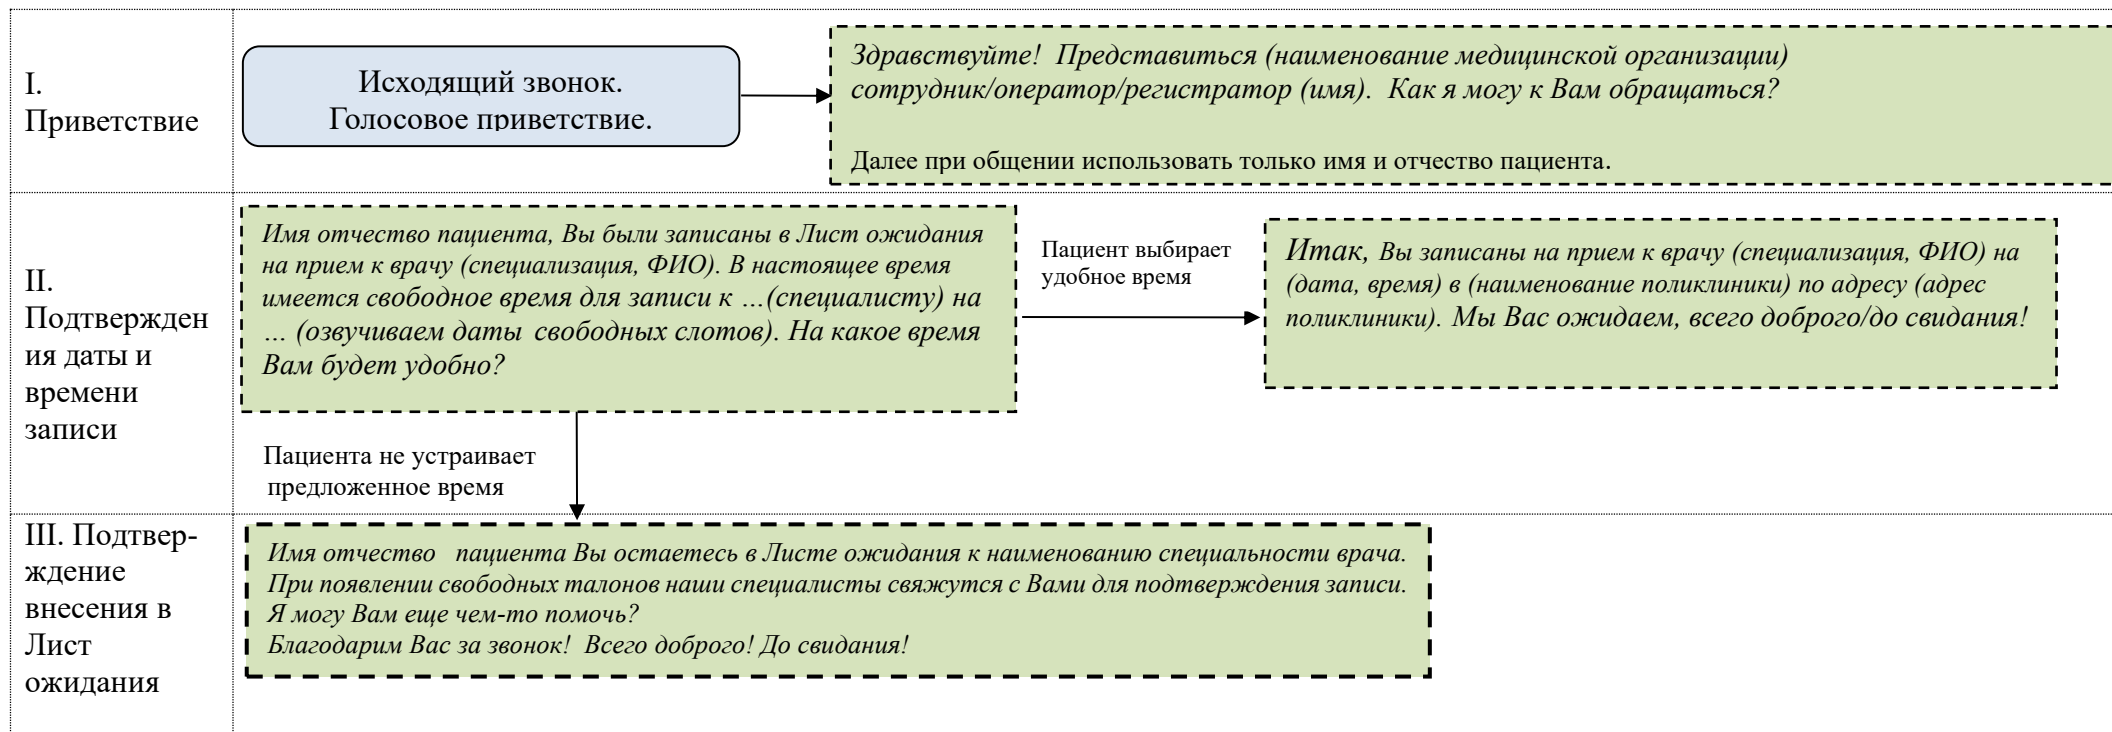 I.
Приветствие
Исходящий звонок.
Голосовое приветствие.
Здравствуйте! Представиться (наименование медицинской организации)
сотрудник/оператор/регистратор (имя). Как я могу к Вам обращаться?
Далее при общении использовать только имя и отчество пациента.
II.
Подтвержден
ия даты и
времени
записи
Имя отчество пациента, Вы были записаны в Лист ожидания
на прием к врачу (специализация, ФИО). В настоящее время
имеется свободное время для записи к …(специалисту) на
… (озвучиваем даты свободных слотов). На какое время
Вам будет удобно?
Пациент выбирает
удобное время
Итак, Вы записаны на прием к врачу (специализация, ФИО) на
(дата, время) в (наименование поликлиники) по адресу (адрес
поликлиники). Мы Вас ожидаем, всего доброго/до свидания!
Пациента не устраивает
предложенное время
III. Подтвер-
ждение
внесения в
Лист
ожидания
Имя отчество пациента Вы остаетесь в Листе ожидания к наименованию специальности врача.
При появлении свободных талонов наши специалисты свяжутся с Вами для подтверждения записи.
Я могу Вам еще чем-то помочь?
Благодарим Вас за звонок! Всего доброго! До свидания!